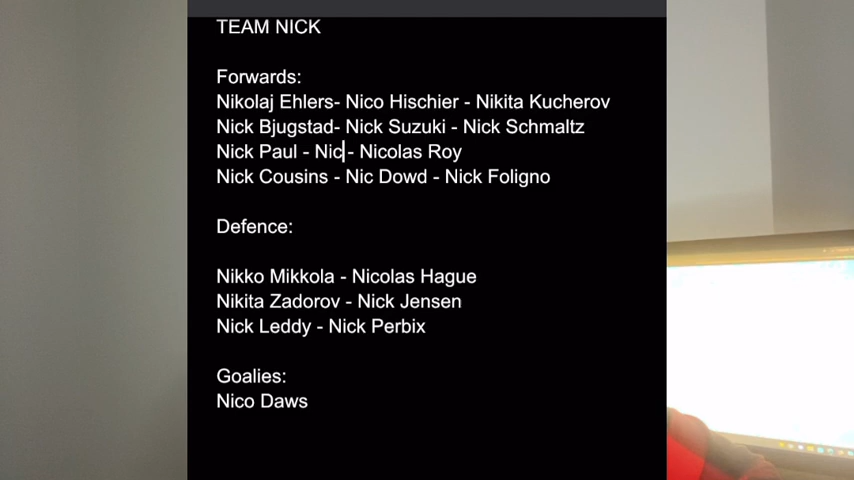 TEAM NICK
Forwards:
Nikolaj Ehlers- Nico Hischier - Nikita Kucherov
Nick Bjugstad- Nick Suzuki - Nick Schmaltz
Nick Paul - Nic - Nicolas Roy
Nick Cousins - Nic Dowd - Nick Foligno
Defence:
Nikko Mikkola - Nicolas Hague
Nikita Zadorov - Nick Jensen
Nick Leddy - Nick Perbix
Goalies:
Nico Daws